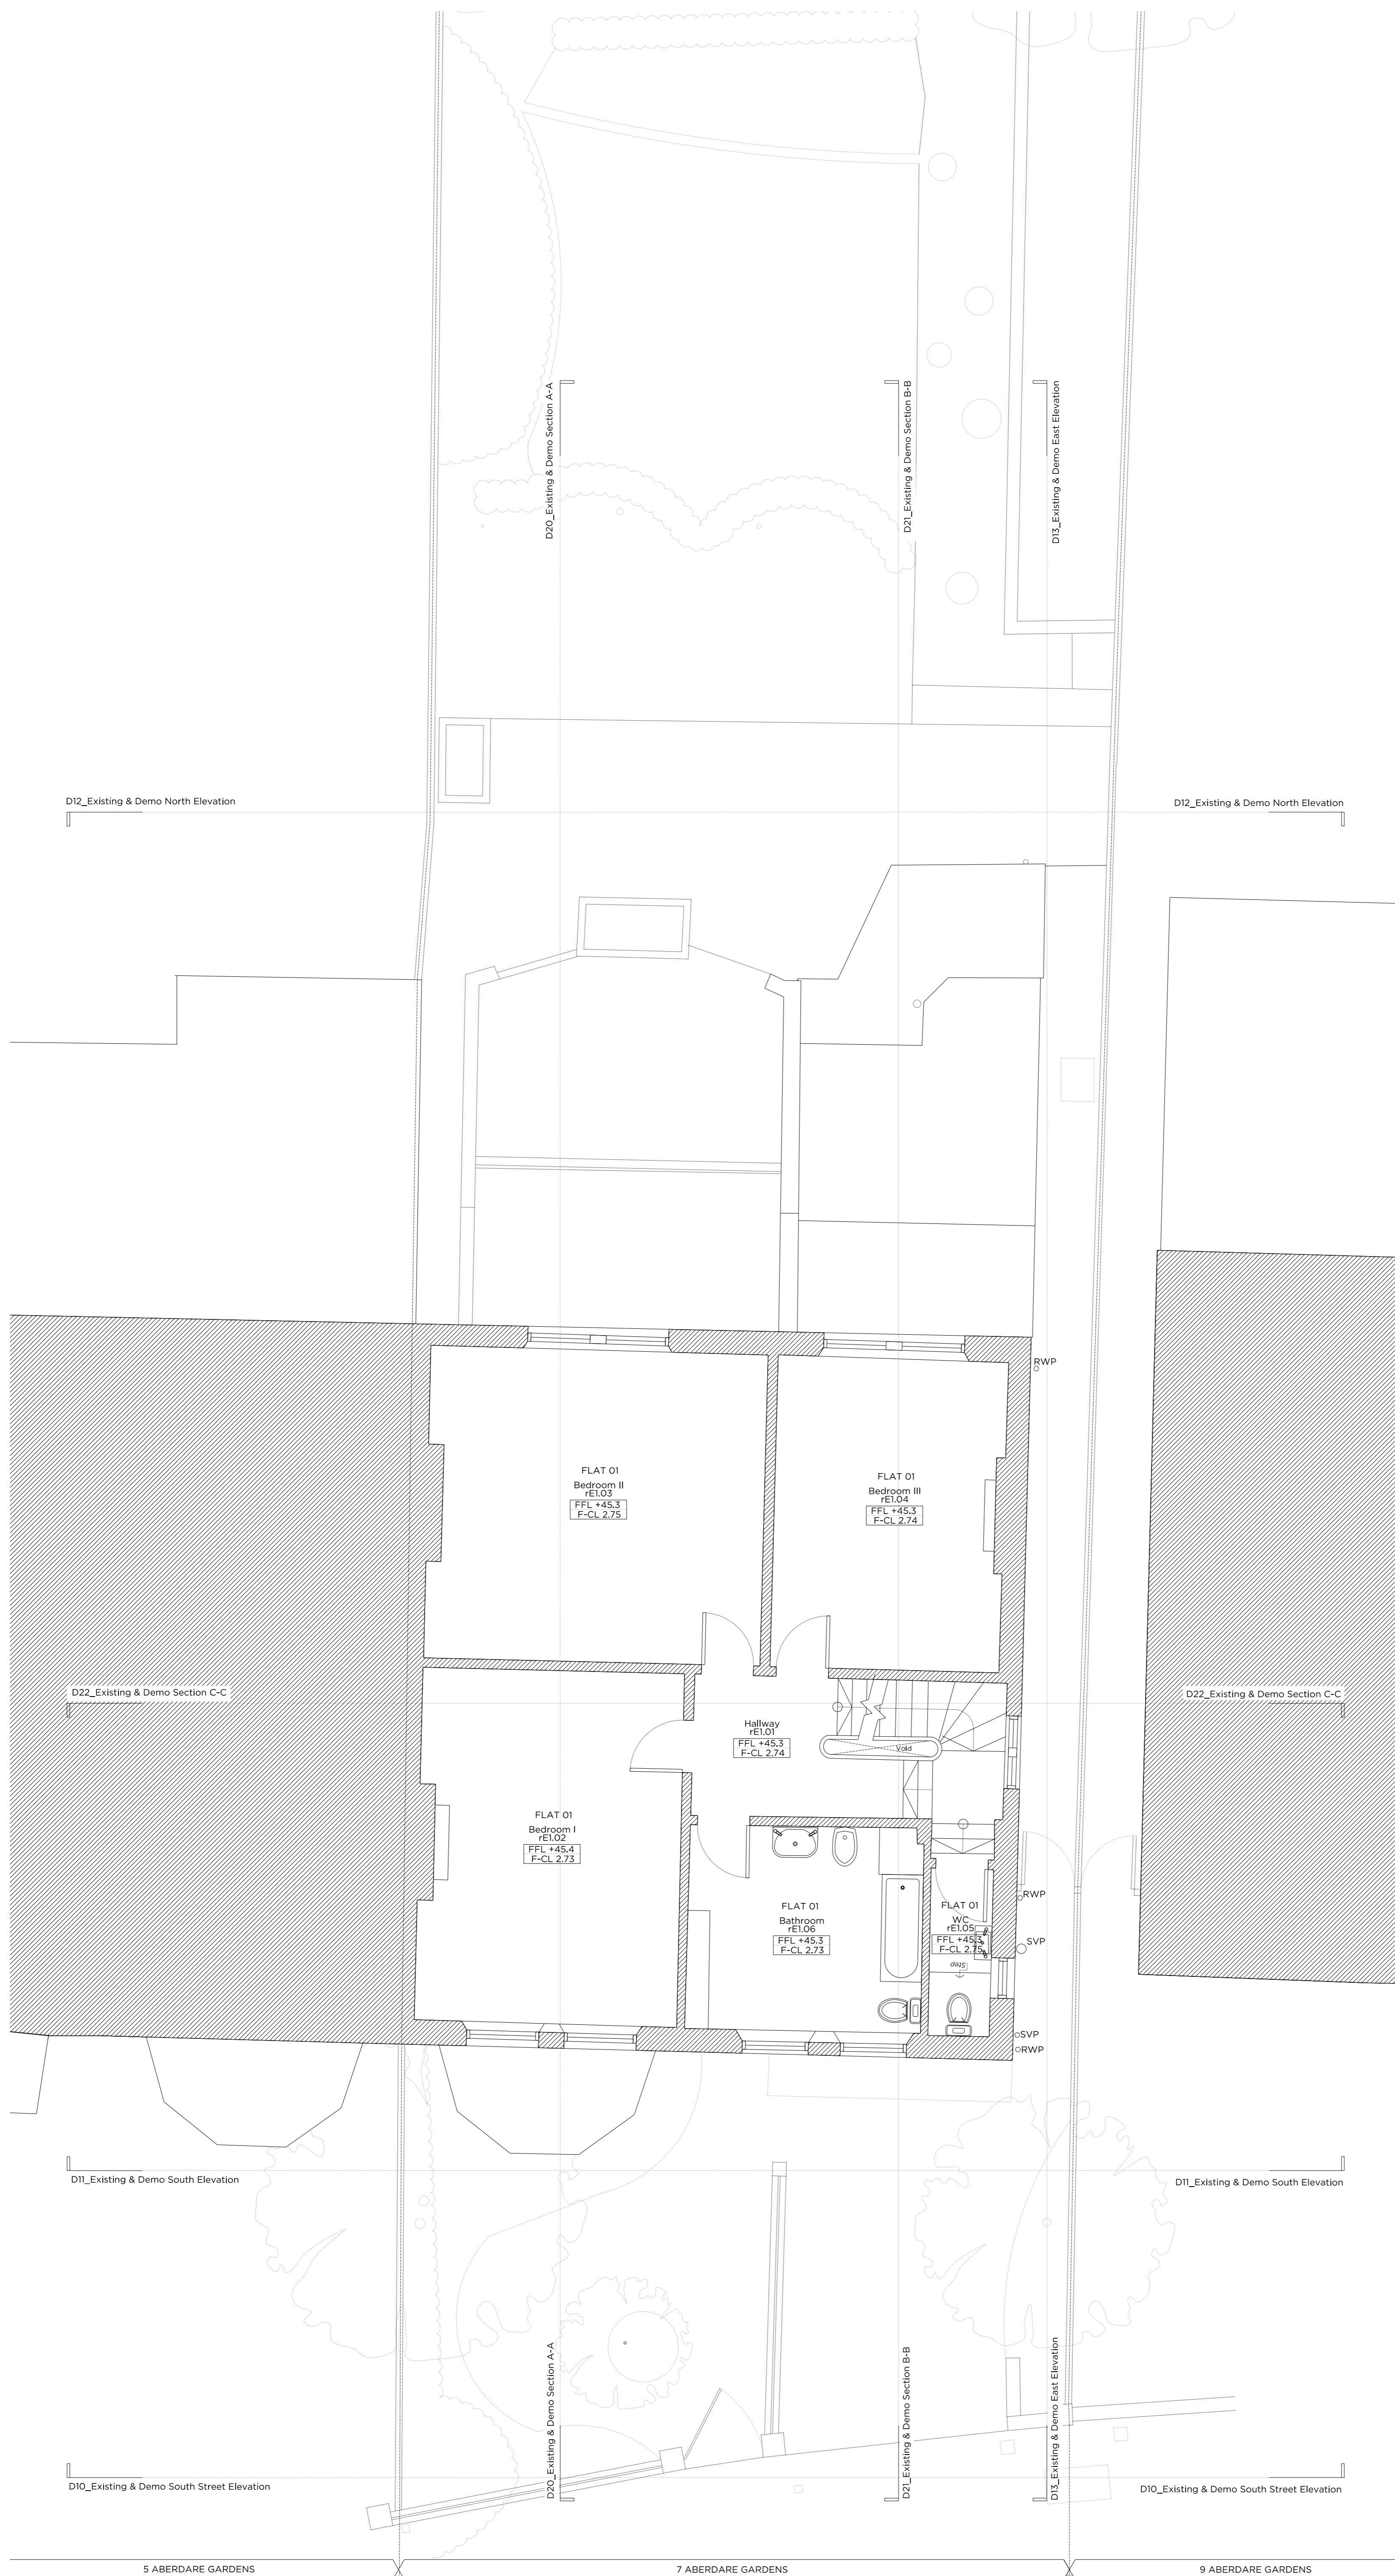 D20_Existing & Demo Section A-A
D21_Existing & Demo Section B-B
D13_Existing & Demo East Elevation
D12_Existing & Demo North Elevation
D12_Existing & Demo North Elevation
RWP
FLAT 01
Bedroom II
rE1.03
FFL +45.3
F-CL 2.75
FLAT 01
Bedroom III
rE1.04
FFL +45.3
F-CL 2.74
D22_Existing & Demo Section C-C
D22_Existing & Demo Section C-C
Hallway
rE1.01
FFL +45.3
F-CL 2.74
Void
FLAT 01
Bedroom I
rE1.02
FFL +45.4
F-CL 2.73
FLAT 01
Bathroom
rE1.06
FFL +45.3
F-CL 2.73
FLAT 01
WC
rE1.05
FFL +45.3
F-CL 2.75
Step
RWP
SVP
SVP
RWP
D11_Existing & Demo South Elevation
D11_Existing & Demo South Elevation
D20_Existing & Demo Section A-A
D21_Existing & Demo Section B-B
D13_Existing & Demo East Elevation
D10_Existing & Demo South Street Elevation
D10_Existing & Demo South Street Elevation
5 ABERDARE GARDENS
7 ABERDARE GARDENS
9 ABERDARE GARDENS